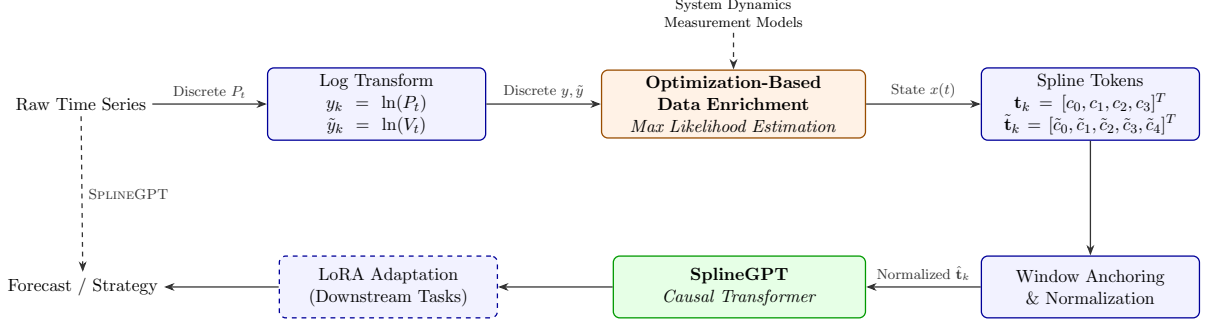 System Dynamics
Measurement Models
Raw Time Series
Discrete P_t
Log Transform
y_k = ln(P_t)
ỹ_k = ln(V_t)
Discrete y, ỹ
Optimization-Based
Data Enrichment
Max Likelihood Estimation
State x(t)
Spline Tokens
t_k = [c_0, c_1, c_2, c_3]^T
t̃_k = [c̃_0, c̃_1, c̃_2, c̃_3, c̃_4]^T
SPLINEGPT
Forecast / Strategy
LoRA Adaptation
(Downstream Tasks)
SplineGPT
Causal Transformer
Normalized t̂_k
Window Anchoring
& Normalization